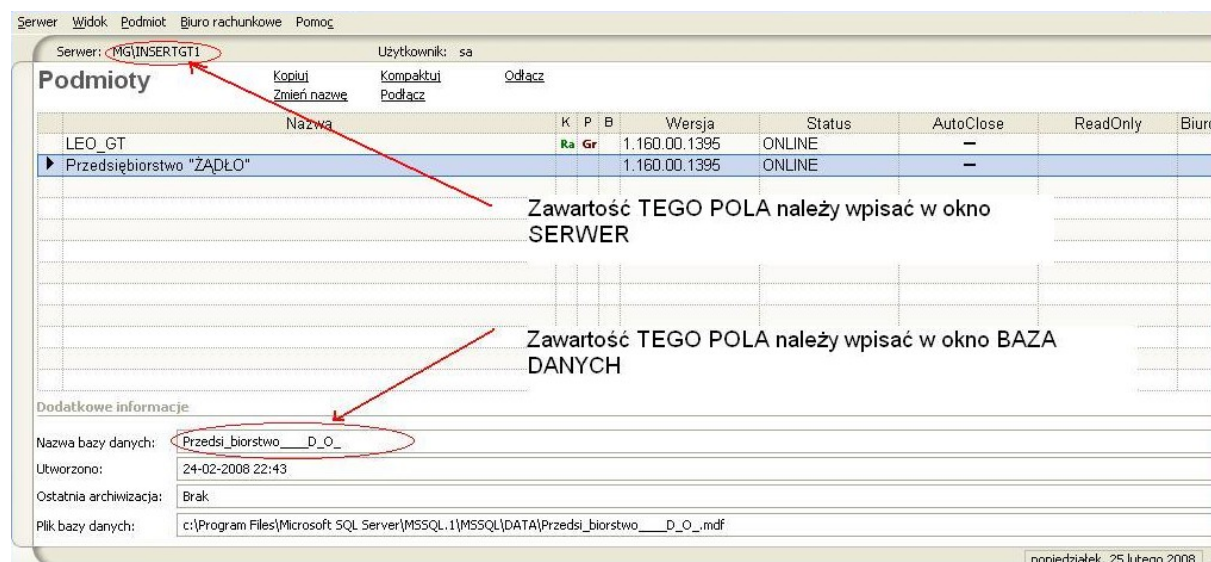 Serwer Widok Podmiot Biuro rachunkowe Pomoc
Serwer: MG\INSERTGT1 Użytkownik: sa
Podmioty Kopiuj Kompaktuj Odłącz
Zmień nazwę Podłącz
Nazwa K P B Wersja Status AutoClose ReadOnly Biuro
LEO_GT Ra Gr 1.160.00.1395 ONLINE –
Przedsiębiorstwo "ŻĄDŁO" 1.160.00.1395 ONLINE –
Zawartość TEGO POLA należy wpisać w okno
SERWER
Zawartość TEGO POLA należy wpisać w okno BAZA
DANYCH
Dodatkowe informacje
Nazwa bazy danych: Przedsi_biorstwo____D_O_
Utworzono: 24-02-2008 22:43
Ostatnia archiwizacja: Brak
Plik bazy danych: c:\Program Files\Microsoft SQL Server\MSSQL.1\MSSQL\DATA\Przedsi_biorstwo____D_O_.mdf
poniedziałek, 25 lutego 2008